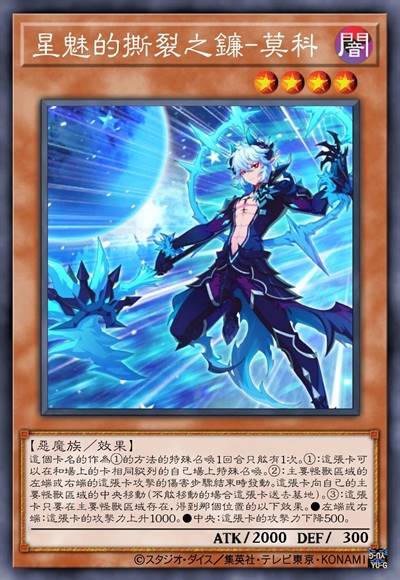 星魅的撕裂之鐮-莫科
闇
【惡魔族／效果】
這個卡名的作為①的方法的特殊召喚1回合只能有1次。①:這張卡
可以在和場上的卡相同縱列的自己場上特殊召喚。②:主要怪獸區域的
左端或右端的這張卡攻擊的傷害步驟結束時發動。這張卡向自己的主
要怪獸區域的中央移動(不能移動的場合這張卡送去墓地)。③:這張卡
只要在主要怪獸區域存在,得到那個位置的以下效果。●左端或右
端:這張卡的攻擊力上升1000。●中央:這張卡的攻擊力下降500。
ATK/2000 DEF/ 300
©スタジオ・ダイス／集英社・テレビ東京・KONAMI
YU-G